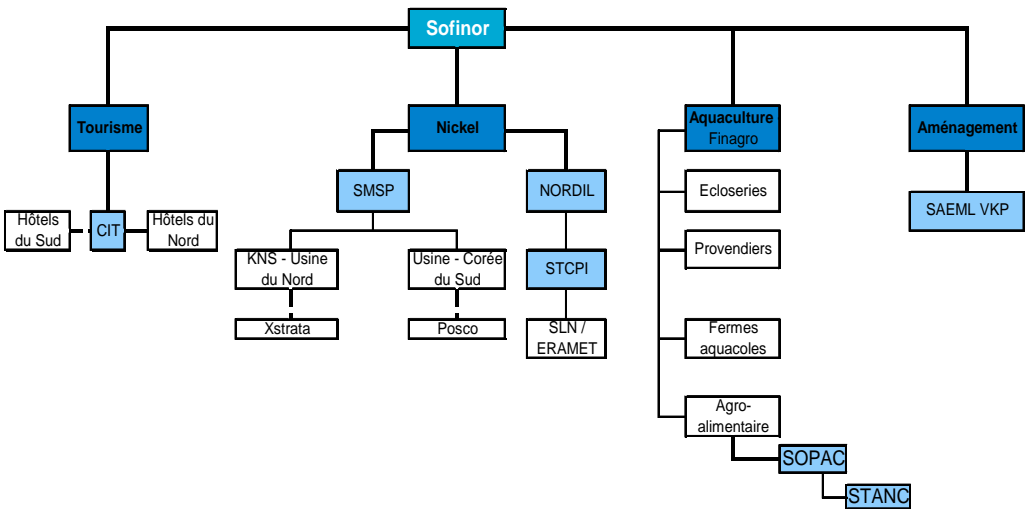 Sofinor
Tourisme
Nickel
Aquaculture
Finagro
Aménagement
SMSP
NORDIL
Ecloseries
SAEML VKP
Hôtels
du Sud
CIT
Hôtels du
Nord
KNS - Usine
du Nord
Usine - Corée
du Sud
STCPI
Provendiers
Xstrata
Posco
SLN /
ERAMET
Fermes
aquacoles
Agro-
alimentaire
SOPAC
STANC